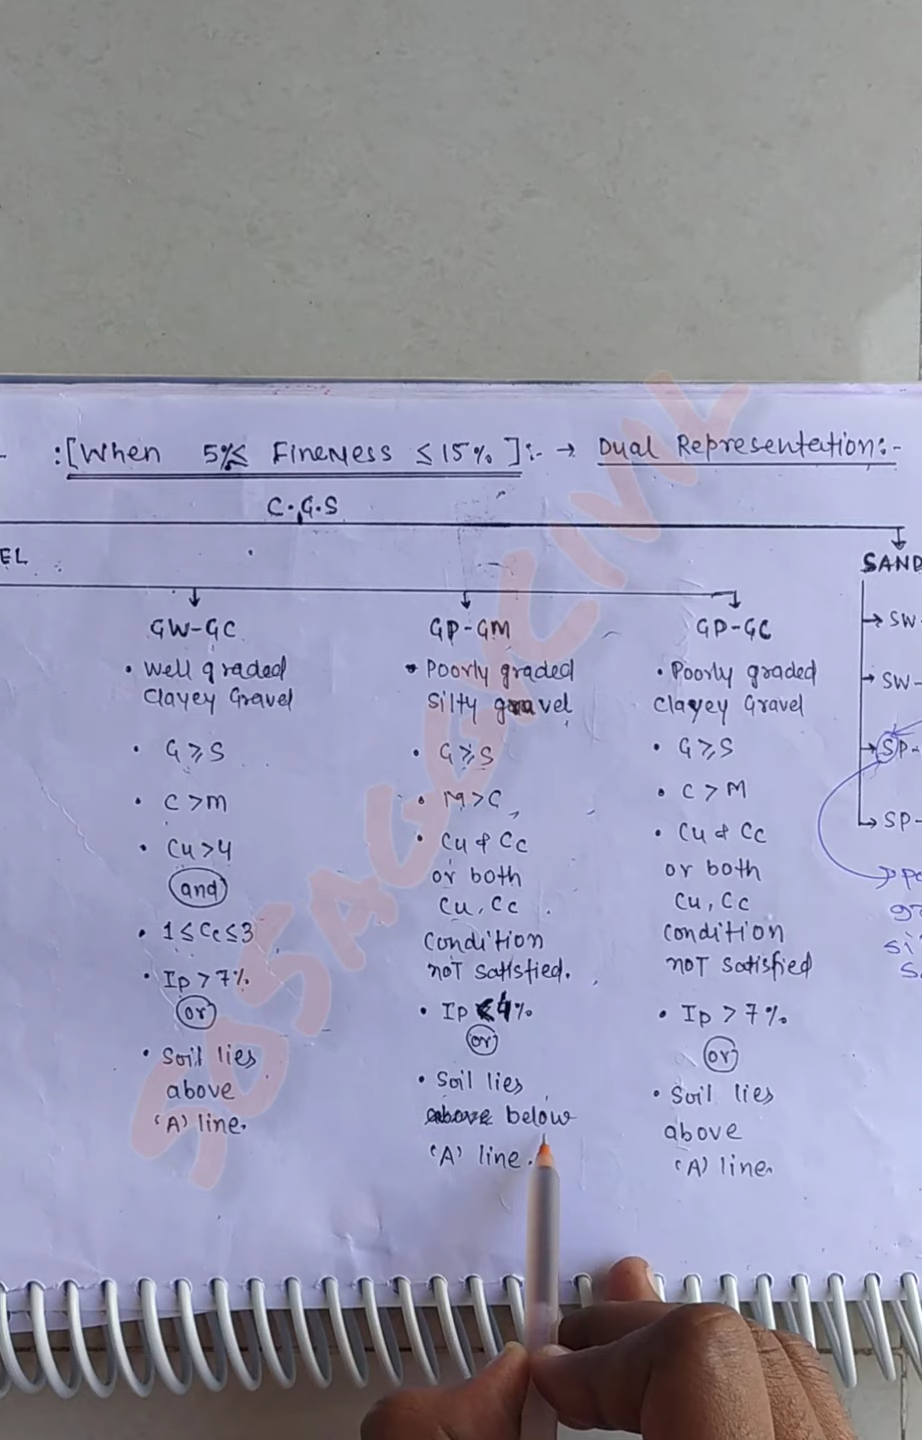 :[When 5%≤ Fineness ≤15%]:- → Dual Representation:-
C.G.S
EL
SAND
GW-GC
• Well graded
Clayey Gravel
• G≥S
• C>m
• Cu>4
and
• 1≤Cc≤3
• Ip>7%
or
• Soil lies
above
'A' line.
GP-GM
• Poorly graded
Silty gravel
• G≥S
• M>C
• Cu & Cc
or both
Cu, Cc
Condition
noT Satisfied.
• Ip<4%
or
• Soil lies
above below
'A' line.
GP-GC
• Poorly graded
Clayey Gravel
• G≥S
• C>M
• Cu & Cc
or both
Cu, Cc
Condition
noT Satisfied
• Ip>7%
or
• Soil lies
above
'A' line.
→ SW-
→ SW-
→ SP-
→ SP-